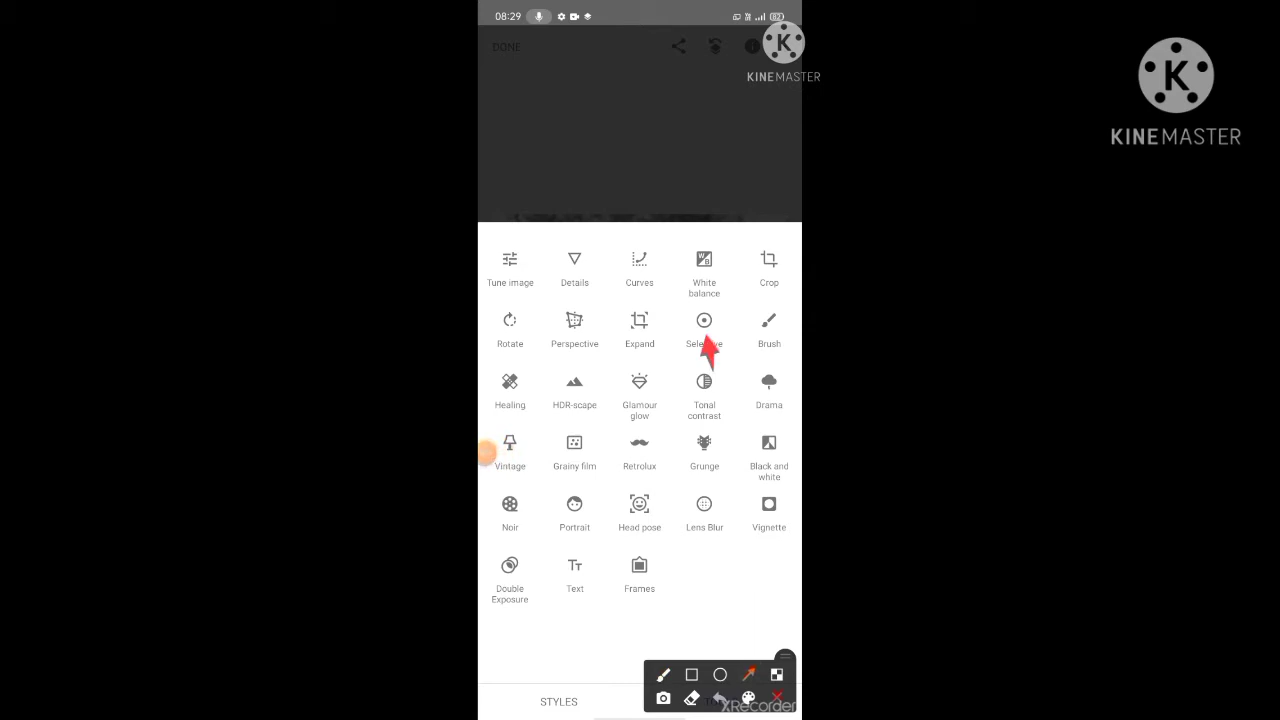 08:29
82
DONE
K
KINEMASTER
K
KINEMASTER
Tune image
Details
Curves
White balance
Crop
Rotate
Perspective
Expand
Selective
Brush
Healing
HDR-scape
Glamour glow
Tonal contrast
Drama
Vintage
Grainy film
Retrolux
Grunge
Black and white
Noir
Portrait
Head pose
Lens Blur
Vignette
Double Exposure
Text
Frames
STYLES
XRecorder